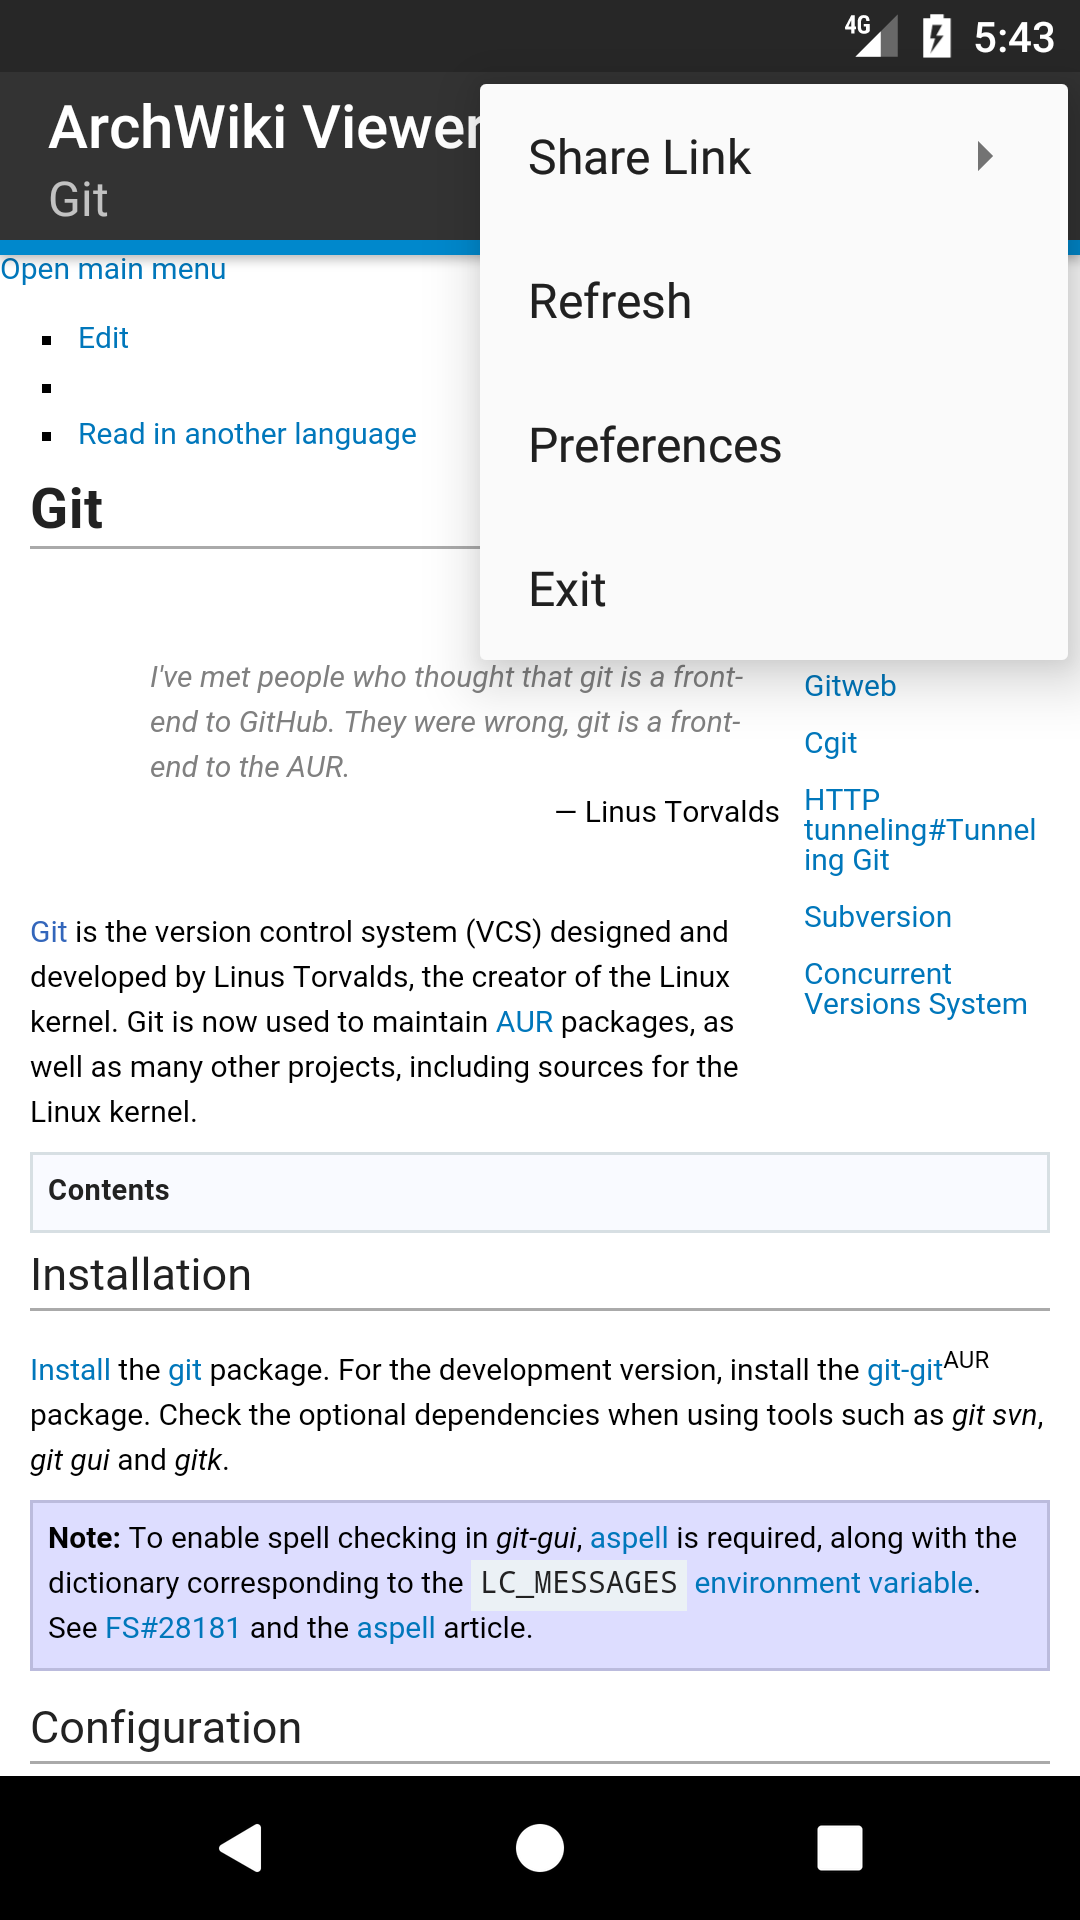 4G 5:43
ArchWiki Viewer
Git
Share Link
Refresh
Preferences
Exit
Open main menu
Edit
Read in another language
Git
I've met people who thought that git is a front-
end to GitHub. They were wrong, git is a front-
end to the AUR.
— Linus Torvalds
Gitweb
Cgit
HTTP
tunneling#Tunnel
ing Git
Subversion
Concurrent
Versions System
Git is the version control system (VCS) designed and
developed by Linus Torvalds, the creator of the Linux
kernel. Git is now used to maintain AUR packages, as
well as many other projects, including sources for the
Linux kernel.
Contents
Installation
Install the git package. For the development version, install the git-gitAUR
package. Check the optional dependencies when using tools such as git svn,
git gui and gitk.
Note: To enable spell checking in git-gui, aspell is required, along with the
dictionary corresponding to the LC_MESSAGES environment variable.
See FS#28181 and the aspell article.
Configuration